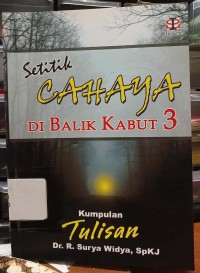 Setitik
CAHAYA
DI BALIK KABUT 3
Kumpulan
Tulisan
Dr. R. Surya Widya, SpKJ